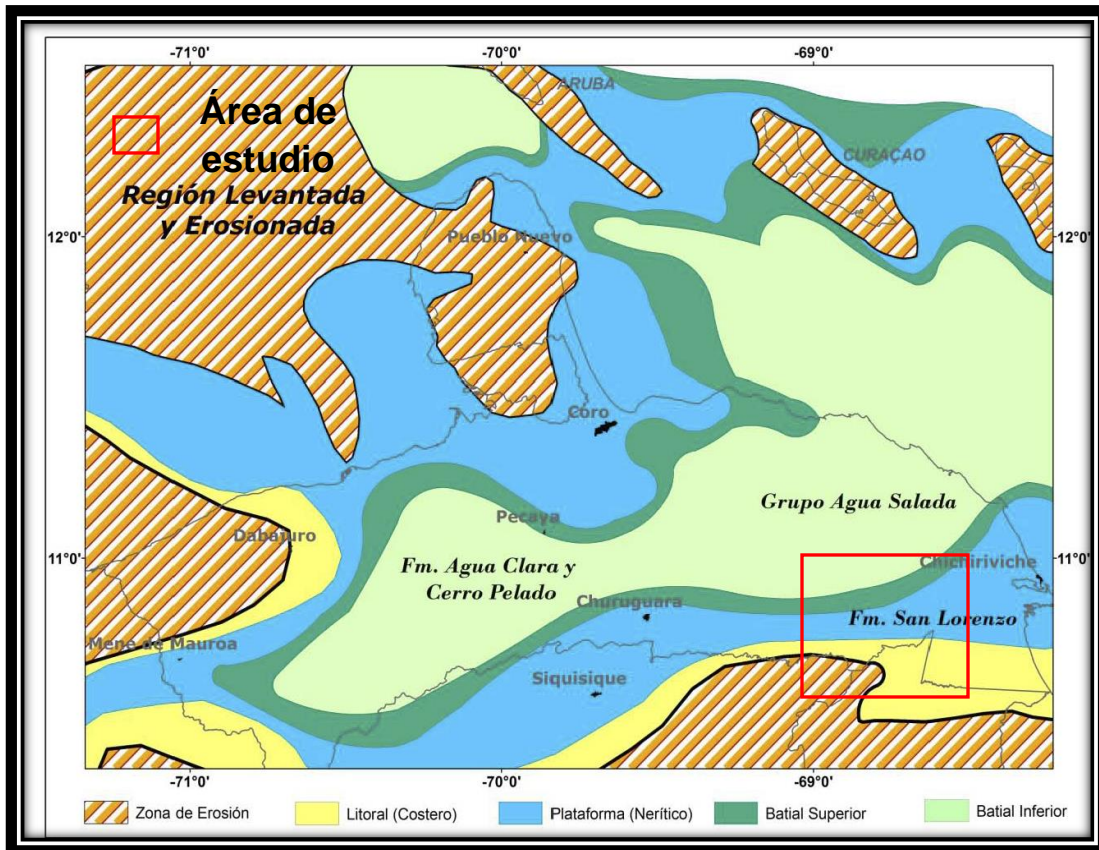 -71°0'
-70°0'
-69°0'
ARUBA
Área de
estudio
Región Levantada
y Erosionada
CURAÇAO
12°0'
-12°0'
Pueblo Nuevo
Coro
Grupo Agua Salada
Pecaya
Dabajuro
11°0'
-11°0'
Fm. Agua Clara y
Cerro Pelado
Chichiriviche
Churuguara
Fm. San Lorenzo
Mene de Mauroa
Siquisique
-71°0'
-70°0'
-69°0'
Zona de Erosión
Litoral (Costero)
Plataforma (Nerítico)
Batial Superior
Batial Inferior